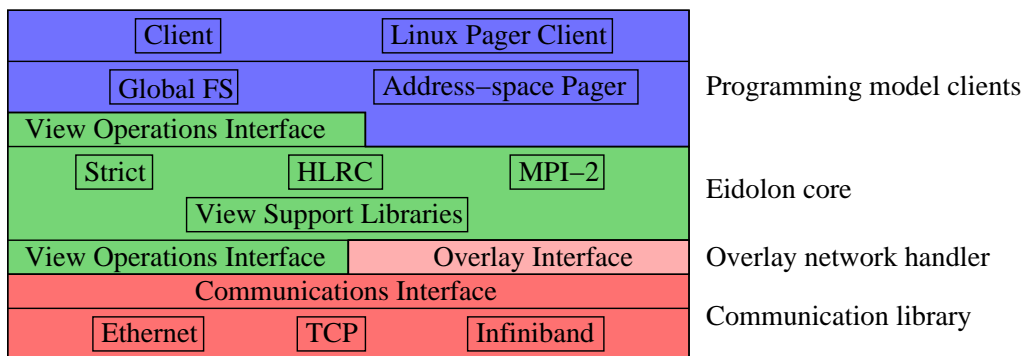 Client Linux Pager Client
Global FS Address−space Pager Programming model clients
View Operations Interface
Strict HLRC MPI−2 Eidolon core
View Support Libraries
View Operations Interface Overlay Interface Overlay network handler
Communications Interface
Ethernet TCP Infiniband Communication library